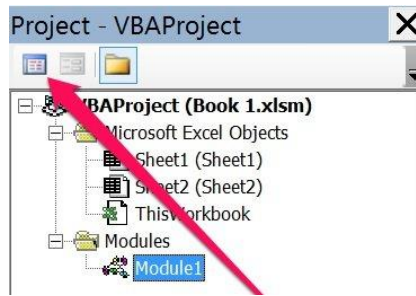 Project - VBAProject
VBAProject (Book 1.xlsm)
Microsoft Excel Objects
Sheet1 (Sheet1)
Sheet2 (Sheet2)
ThisWorkbook
Modules
Module1